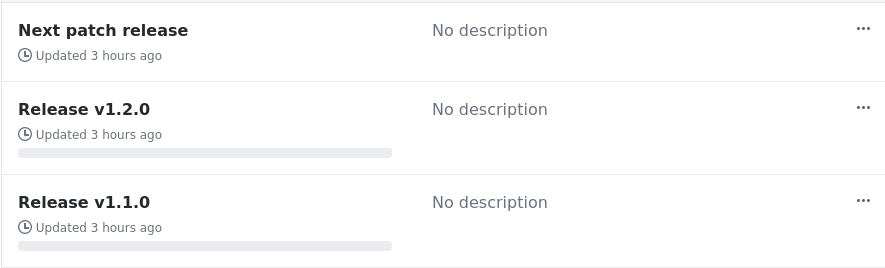 Next patch release
No description
Updated 3 hours ago
Release v1.2.0
No description
Updated 3 hours ago
Release v1.1.0
No description
Updated 3 hours ago